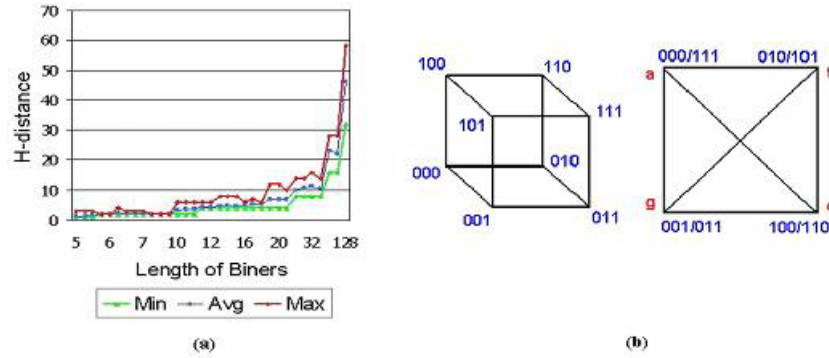 70
60
50
40
30
20
10
0
H-distance
5 6 7 10 12 16 20 32 128
Length of Biners
Min Avg Max
(a)
100 110
101 111
000 010
001 011
000/111 010/101
a
g
001/011 100/110
(b)